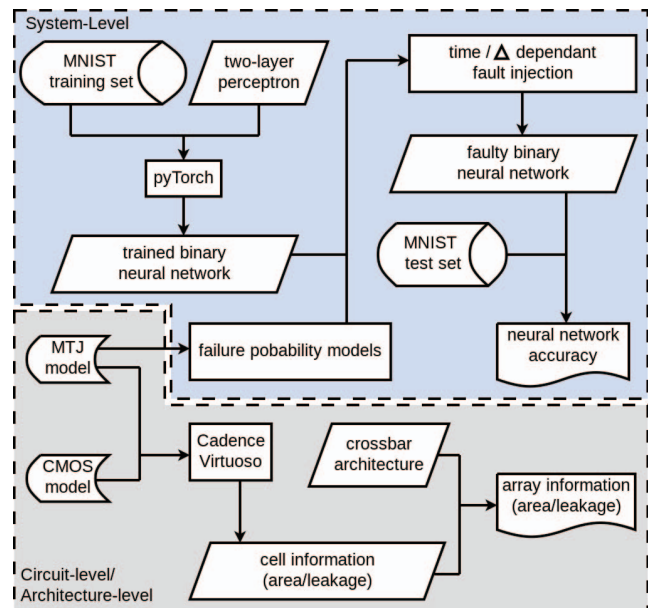 System-Level
MNIST
training set
two-layer
perceptron
pyTorch
trained binary
neural network
time / Δ dependant
fault injection
faulty binary
neural network
MNIST
test set
neural network
accuracy
failure pobability models
MTJ
model
CMOS
model
Cadence
Virtuoso
crossbar
architecture
cell information
(area/leakage)
array information
(area/leakage)
Circuit-level/
Architecture-level